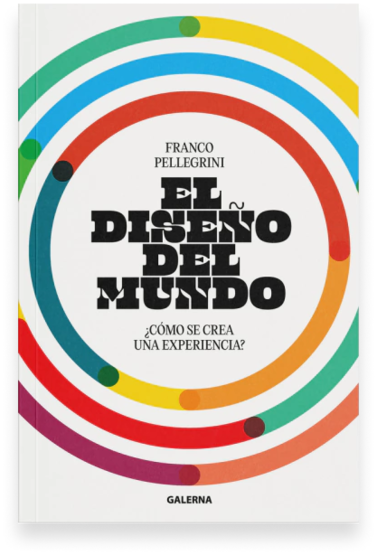 FRANCO
PELLEGRINI
EL
DISEÑO
DEL
MUNDO
¿CÓMO SE CREA
UNA EXPERIENCIA?
GALERNA